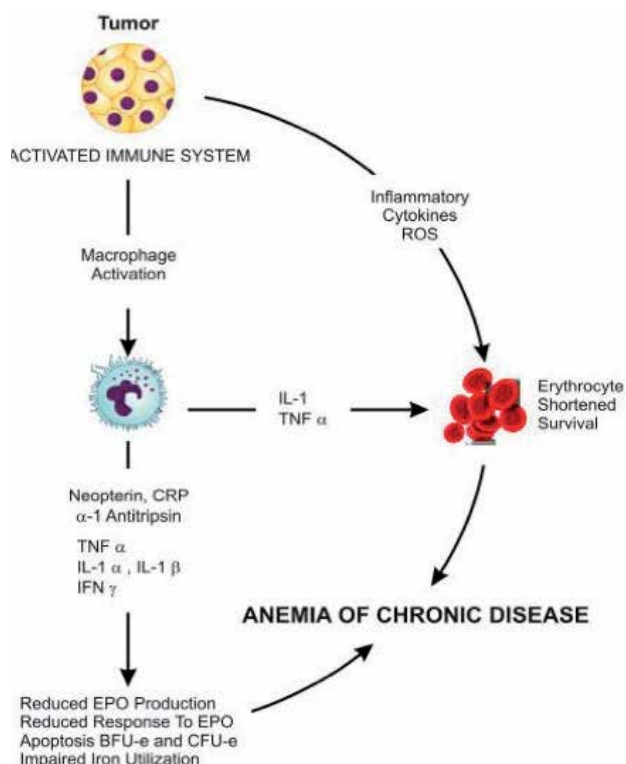 Tumor
ACTIVATED IMMUNE SYSTEM
Inflammatory
Cytokines
ROS
Macrophage
Activation
IL-1
TNF α
Erythrocyte
Shortened
Survival
Neopterin, CRP
α-1 Antitripsin
TNF α
IL-1 α , IL-1 β
IFN γ
ANEMIA OF CHRONIC DISEASE
Reduced EPO Production
Reduced Response To EPO
Apoptosis BFU-e and CFU-e
Impaired Iron Utilization